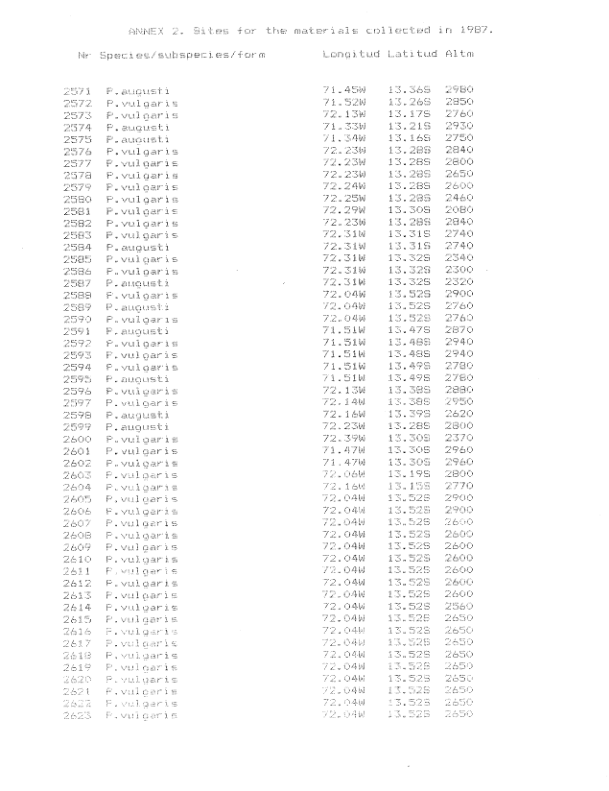 ANNEX 2. Bites for the materials collected in 1987.
Nr Species/subspecies/form Longitud Latitud Altm
2571 P.augusti 71.45W 13.36S 2980
2572 P.vulgaris 71.52W 13.26S 2850
2573 P.vulgaris 72.13W 13.17S 2760
2574 P.augusti 71.33W 13.21S 2930
2575 P.augusti 71.34W 13.16S 2750
2576 P.vulgaris 72.23W 13.28S 2840
2577 P.vulgaris 72.23W 13.28S 2800
2578 P.vulgaris 72.23W 13.28S 2650
2579 P.vulgaris 72.24W 13.28S 2600
2580 P.vulgaris 72.25W 13.28S 2460
2581 P.vulgaris 72.29W 13.30S 2080
2582 P.vulgaris 72.23W 13.28S 2840
2583 P.vulgaris 72.31W 13.31S 2740
2584 P.augusti 72.31W 13.31S 2740
2585 P.vulgaris 72.31W 13.32S 2340
2586 P.vulgaris 72.31W 13.32S 2300
2587 P.augusti 72.31W 13.32S 2320
2588 P.vulgaris 72.04W 13.52S 2900
2589 P.augusti 72.04W 13.52S 2760
2590 P.vulgaris 72.04W 13.52S 2760
2591 P.augusti 71.51W 13.47S 2870
2592 P.vulgaris 71.51W 13.48S 2940
2593 P.vulgaris 71.51W 13.48S 2940
2594 P.vulgaris 71.51W 13.49S 2780
2595 P.augusti 71.51W 13.49S 2780
2596 P.vulgaris 72.13W 13.38S 2880
2597 P.vulgaris 72.14W 13.38S 2950
2598 P.augusti 72.16W 13.39S 2620
2599 P.augusti 72.23W 13.28S 2800
2600 P.vulgaris 72.39W 13.30S 2370
2601 P.vulgaris 71.47W 13.30S 2960
2602 P.vulgaris 71.47W 13.30S 2960
2603 P.vulgaris 72.06W 13.19S 2800
2604 P.vulgaris 72.16W 13.15S 2770
2605 P.vulgaris 72.04W 13.52S 2900
2606 P.vulgaris 72.04W 13.52S 2900
2607 P.vulgaris 72.04W 13.52S 2600
2608 P.vulgaris 72.04W 13.52S 2600
2609 P.vulgaris 72.04W 13.52S 2600
2610 P.vulgaris 72.04W 13.52S 2600
2611 P.vulgaris 72.04W 13.52S 2600
2612 P.vulgaris 72.04W 13.52S 2600
2613 P.vulgaris 72.04W 13.52S 2600
2614 P.vulgaris 72.04W 13.52S 2560
2615 P.vulgaris 72.04W 13.52S 2650
2616 P.vulgaris 72.04W 13.52S 2650
2617 P.vulgaris 72.04W 13.52S 2650
2618 P.vulgaris 72.04W 13.52S 2650
2619 P.vulgaris 72.04W 13.52S 2650
2620 P.vulgaris 72.04W 13.52S 2650
2621 P.vulgaris 72.04W 13.52S 2650
2622 P.vulgaris 72.04W 13.52S 2650
2623 P.vulgaris 72.04W 13.52S 2650